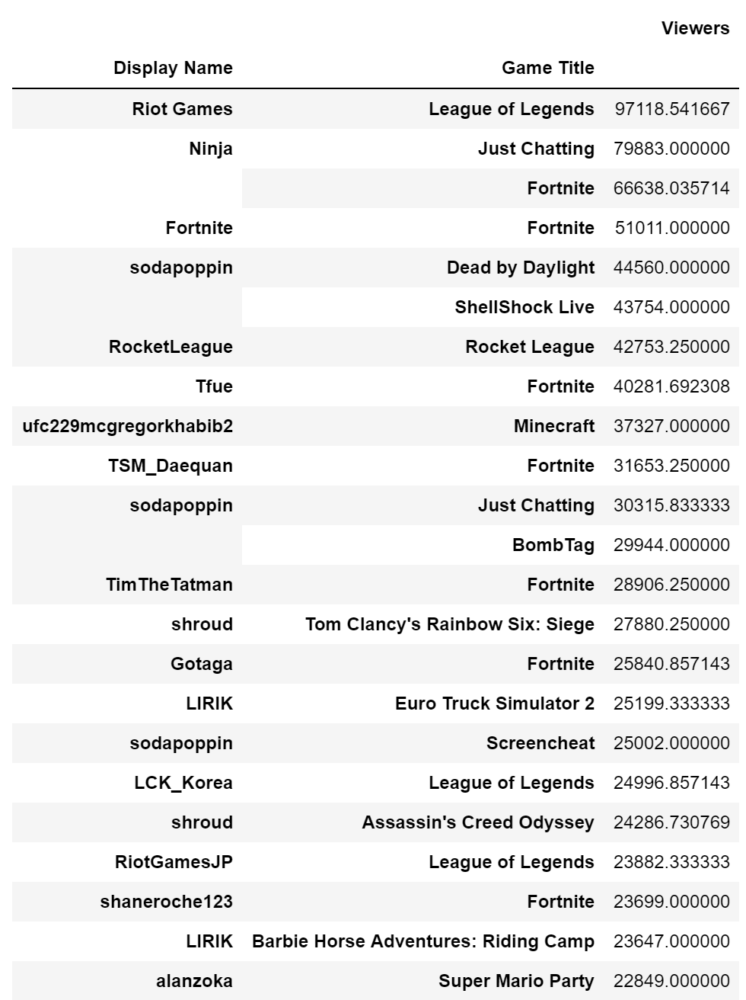 Viewers
Display Name Game Title
Riot Games League of Legends 97118.541667
Ninja Just Chatting 79883.000000
Fortnite 66638.035714
Fortnite Fortnite 51011.000000
sodapoppin Dead by Daylight 44560.000000
ShellShock Live 43754.000000
RocketLeague Rocket League 42753.250000
Tfue Fortnite 40281.692308
ufc229mcgregorkhabib2 Minecraft 37327.000000
TSM_Daequan Fortnite 31653.250000
sodapoppin Just Chatting 30315.833333
BombTag 29944.000000
TimTheTatman Fortnite 28906.250000
shroud Tom Clancy's Rainbow Six: Siege 27880.250000
Gotaga Fortnite 25840.857143
LIRIK Euro Truck Simulator 2 25199.333333
sodapoppin Screencheat 25002.000000
LCK_Korea League of Legends 24996.857143
shroud Assassin's Creed Odyssey 24286.730769
RiotGamesJP League of Legends 23882.333333
shaneroche123 Fortnite 23699.000000
LIRIK Barbie Horse Adventures: Riding Camp 23647.000000
alanzoka Super Mario Party 22849.000000